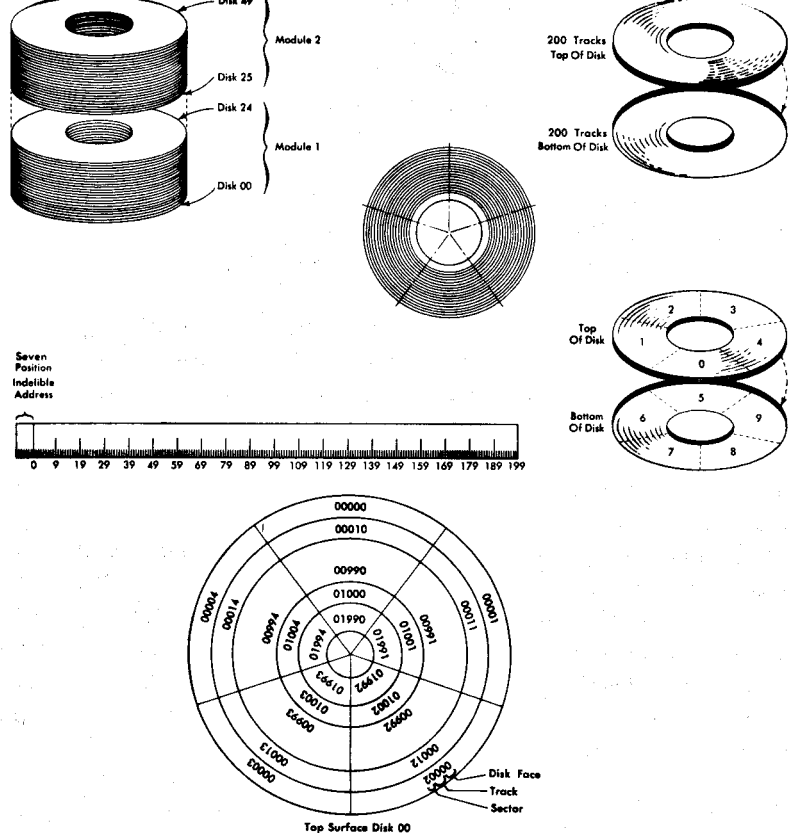 Disk 49
Module 2
Disk 25
Disk 24
Module 1
Disk 00
200 Tracks
Top Of Disk
200 Tracks
Bottom Of Disk
Top
Of Disk
2 3
1 4
0
Bottom
Of Disk
5
6 9
7 8
Seven
Position
Indelible
Address
0 9 19 29 39 49 59 69 79 89 99 109 119 129 139 149 159 169 179 189 199
00000
00010
00990
01000
01990
00004
00014
00994
01004
01994
01991
01001
00991
00011
00001
01993
01003
00993
00013
00003
01992
01002
00992
00012
00002
Disk Face
Track
Sector
Top Surface Disk 00